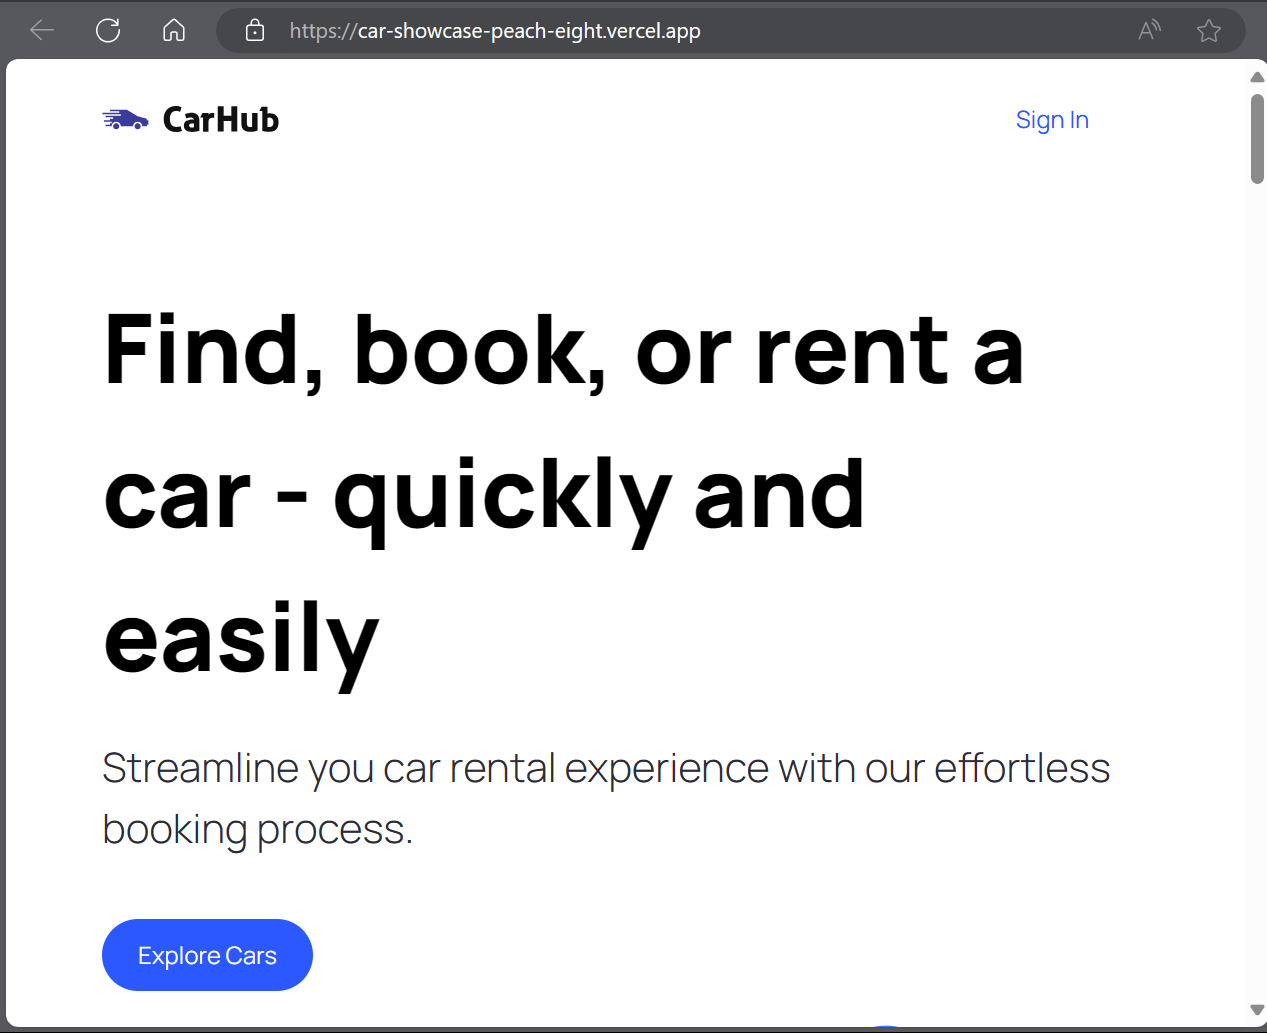 https://car-showcase-peach-eight.vercel.app
CarHub
Sign In
Find, book, or rent a
car - quickly and
easily
Streamline you car rental experience with our effortless
booking process.
Explore Cars